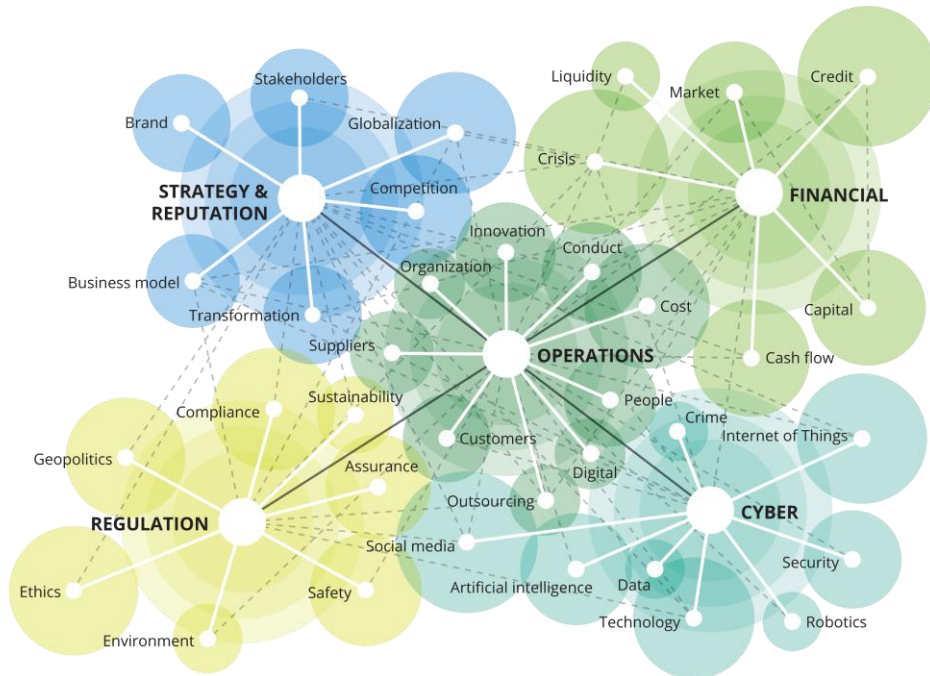 Stakeholders
Liquidity
Market
Credit
Brand
Globalization
Crisis
STRATEGY &
REPUTATION
Competition
FINANCIAL
Innovation
Conduct
Organization
Business model
Transformation
Cost
Capital
Suppliers
OPERATIONS
Cash flow
Sustainability
People
Compliance
Crime
Customers
Internet of Things
Geopolitics
Assurance
Digital
Outsourcing
REGULATION
CYBER
Social media
Security
Ethics
Safety
Artificial intelligence
Data
Technology
Robotics
Environment